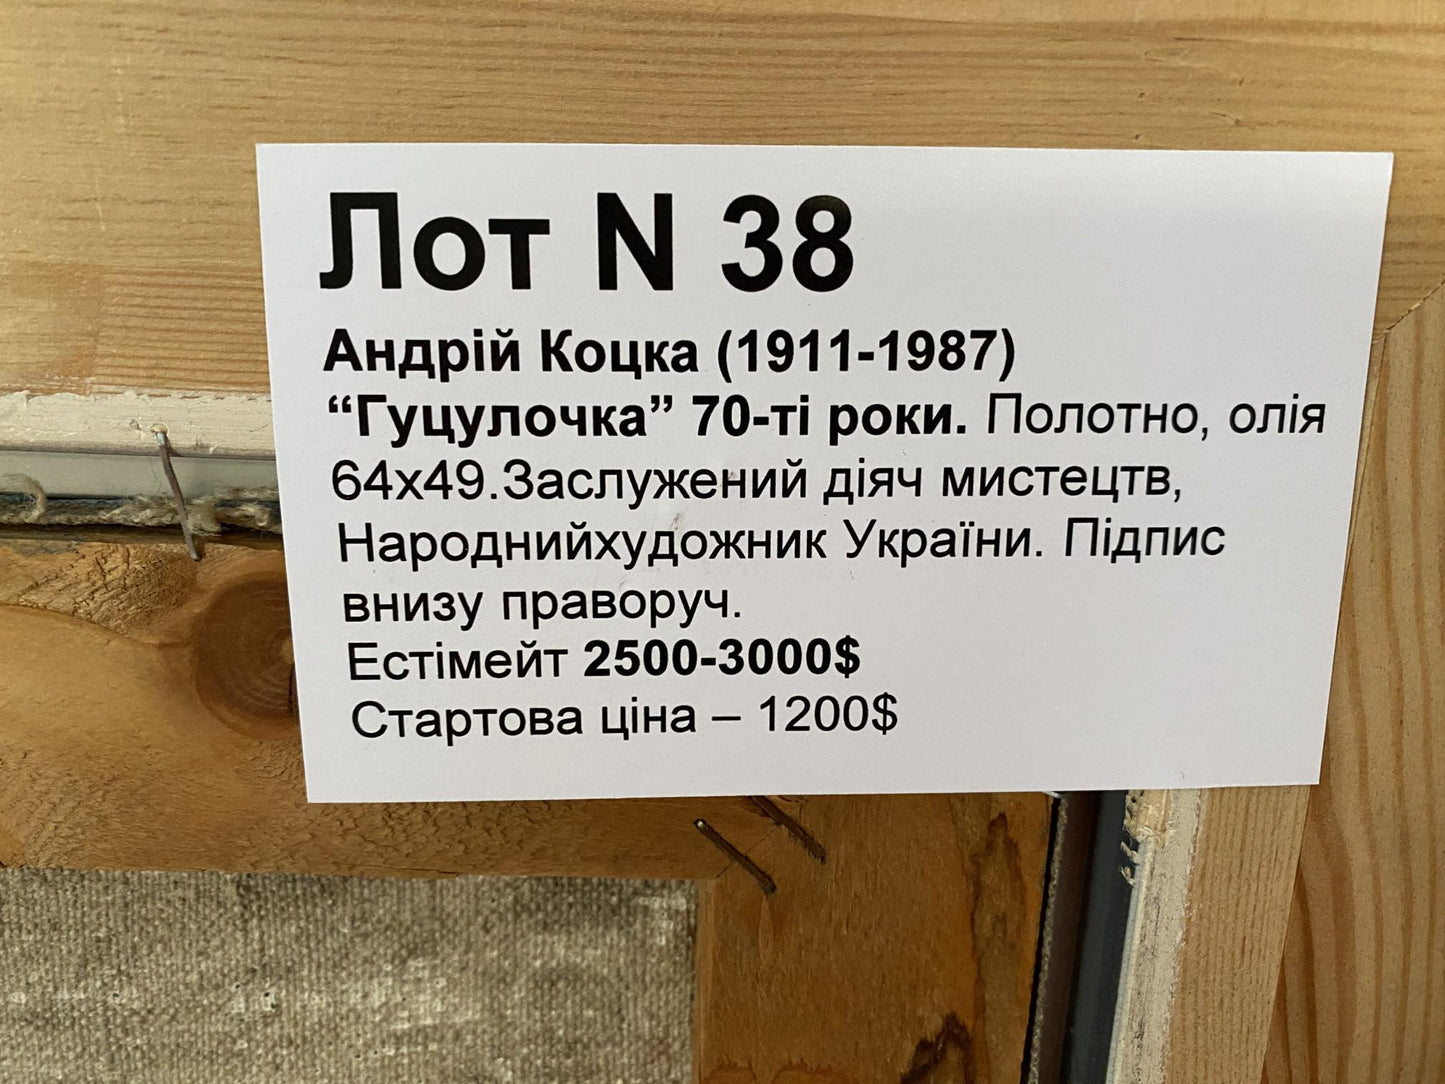 Лот N 38
Андрій Коцка (1911-1987)
“Гуцулочка” 70-ті роки. Полотно, олія
64х49.Заслужений діяч мистецтв,
Народнийхудожник України. Підпис
внизу праворуч.
Естімейт 2500-3000$
Стартова ціна – 1200$